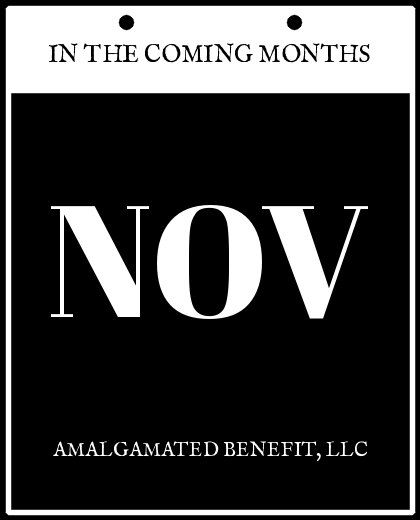 IN THE COMING MONTHS
NOV
AMALGAMATED BENEFIT, LLC